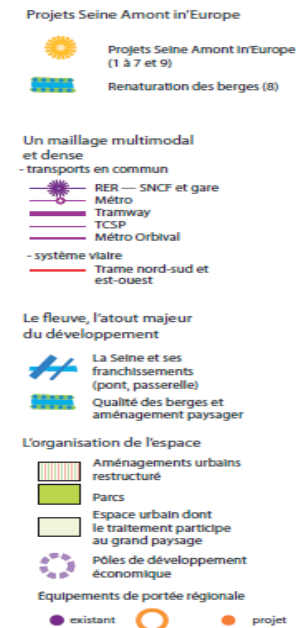 Projets Seine Amont in'Europe
Projets Seine Amont in'Europe
(1 à 7 et 9)
Renaturation des berges (8)
Un maillage multimodal
et dense
- transports en commun
RER — SNCF et gare
Métro
Tramway
TCSP
Métro Orbival
- système viaire
Trame nord-sud et
est-ouest
Le fleuve, l'atout majeur
du développement
La Seine et ses
franchissements
(pont, passerelle)
Qualité des berges et
aménagement paysager
L'organisation de l'espace
Aménagements urbains
restructuré
Parcs
Espace urbain dont
le traitement participe
au grand paysage
Pôles de développement
économique
Équipements de portée régionale
existant
projet